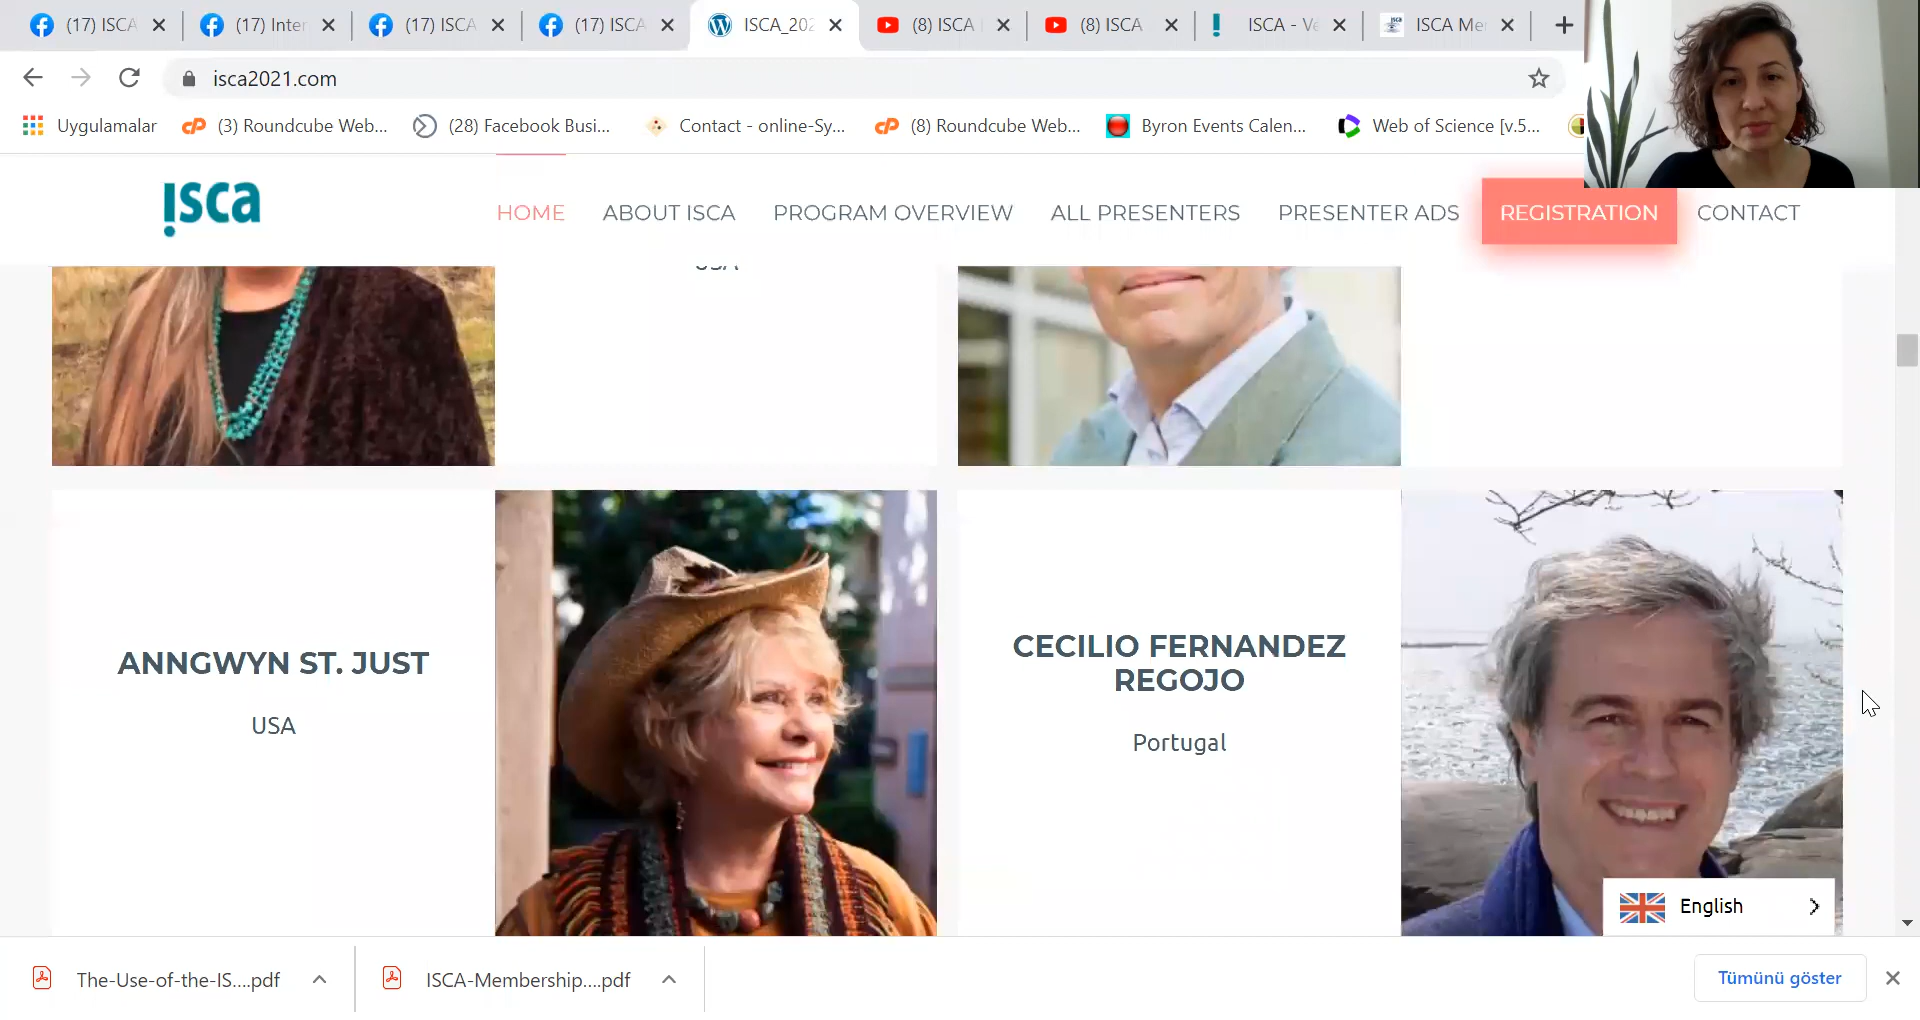 (17) ISCA
(17) Inter
(17) ISCA
(17) ISCA
ISCA_202
(8) ISCA
(8) ISCA
ISCA - Ve
ISCA Me
isca2021.com
Uygulamalar
(3) Roundcube Web...
(28) Facebook Busi...
Contact - online-Sy...
(8) Roundcube Web...
Byron Events Calen...
Web of Science [v.5...
isca
HOME
ABOUT ISCA
PROGRAM OVERVIEW
ALL PRESENTERS
PRESENTER ADS
REGISTRATION
CONTACT
USA
ANNGWYN ST. JUST
USA
CECILIO FERNANDEZ
REGOJO
Portugal
English
The-Use-of-the-IS....pdf
ISCA-Membership....pdf
Tümünü göster